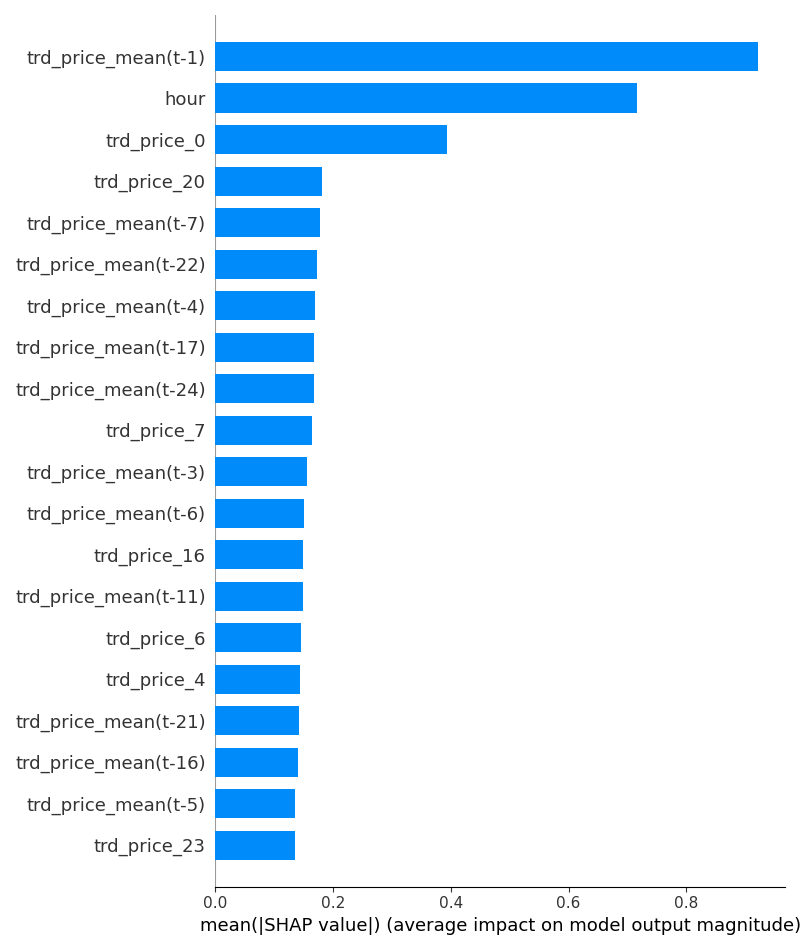 trd_price_mean(t-1)
hour
trd_price_0
trd_price_20
trd_price_mean(t-7)
trd_price_mean(t-22)
trd_price_mean(t-4)
trd_price_mean(t-17)
trd_price_mean(t-24)
trd_price_7
trd_price_mean(t-3)
trd_price_mean(t-6)
trd_price_16
trd_price_mean(t-11)
trd_price_6
trd_price_4
trd_price_mean(t-21)
trd_price_mean(t-16)
trd_price_mean(t-5)
trd_price_23
0.0 0.2 0.4 0.6 0.8
mean(|SHAP value|) (average impact on model output magnitude)